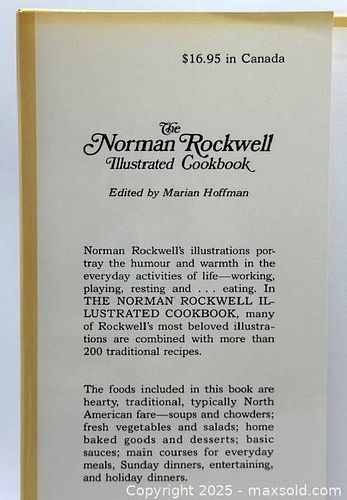 $16.95 in Canada
The
Norman Rockwell
Illustrated Cookbook
Edited by Marian Hoffman
Norman Rockwell's illustrations por-
tray the humour and warmth in the
everyday activities of life—working,
playing, resting and . . . eating. In
THE NORMAN ROCKWELL IL-
LUSTRATED COOKBOOK, many
of Rockwell's most beloved illustra-
tions are combined with more than
200 traditional recipes.
The foods included in this book are
hearty, traditional, typically North
American fare—soups and chowders;
fresh vegetables and salads; home
baked goods and desserts; basic
sauces; main courses for everyday
meals, Sunday dinners, entertaining,
and holiday dinners.
Copyright © 2025 - maxsold.com